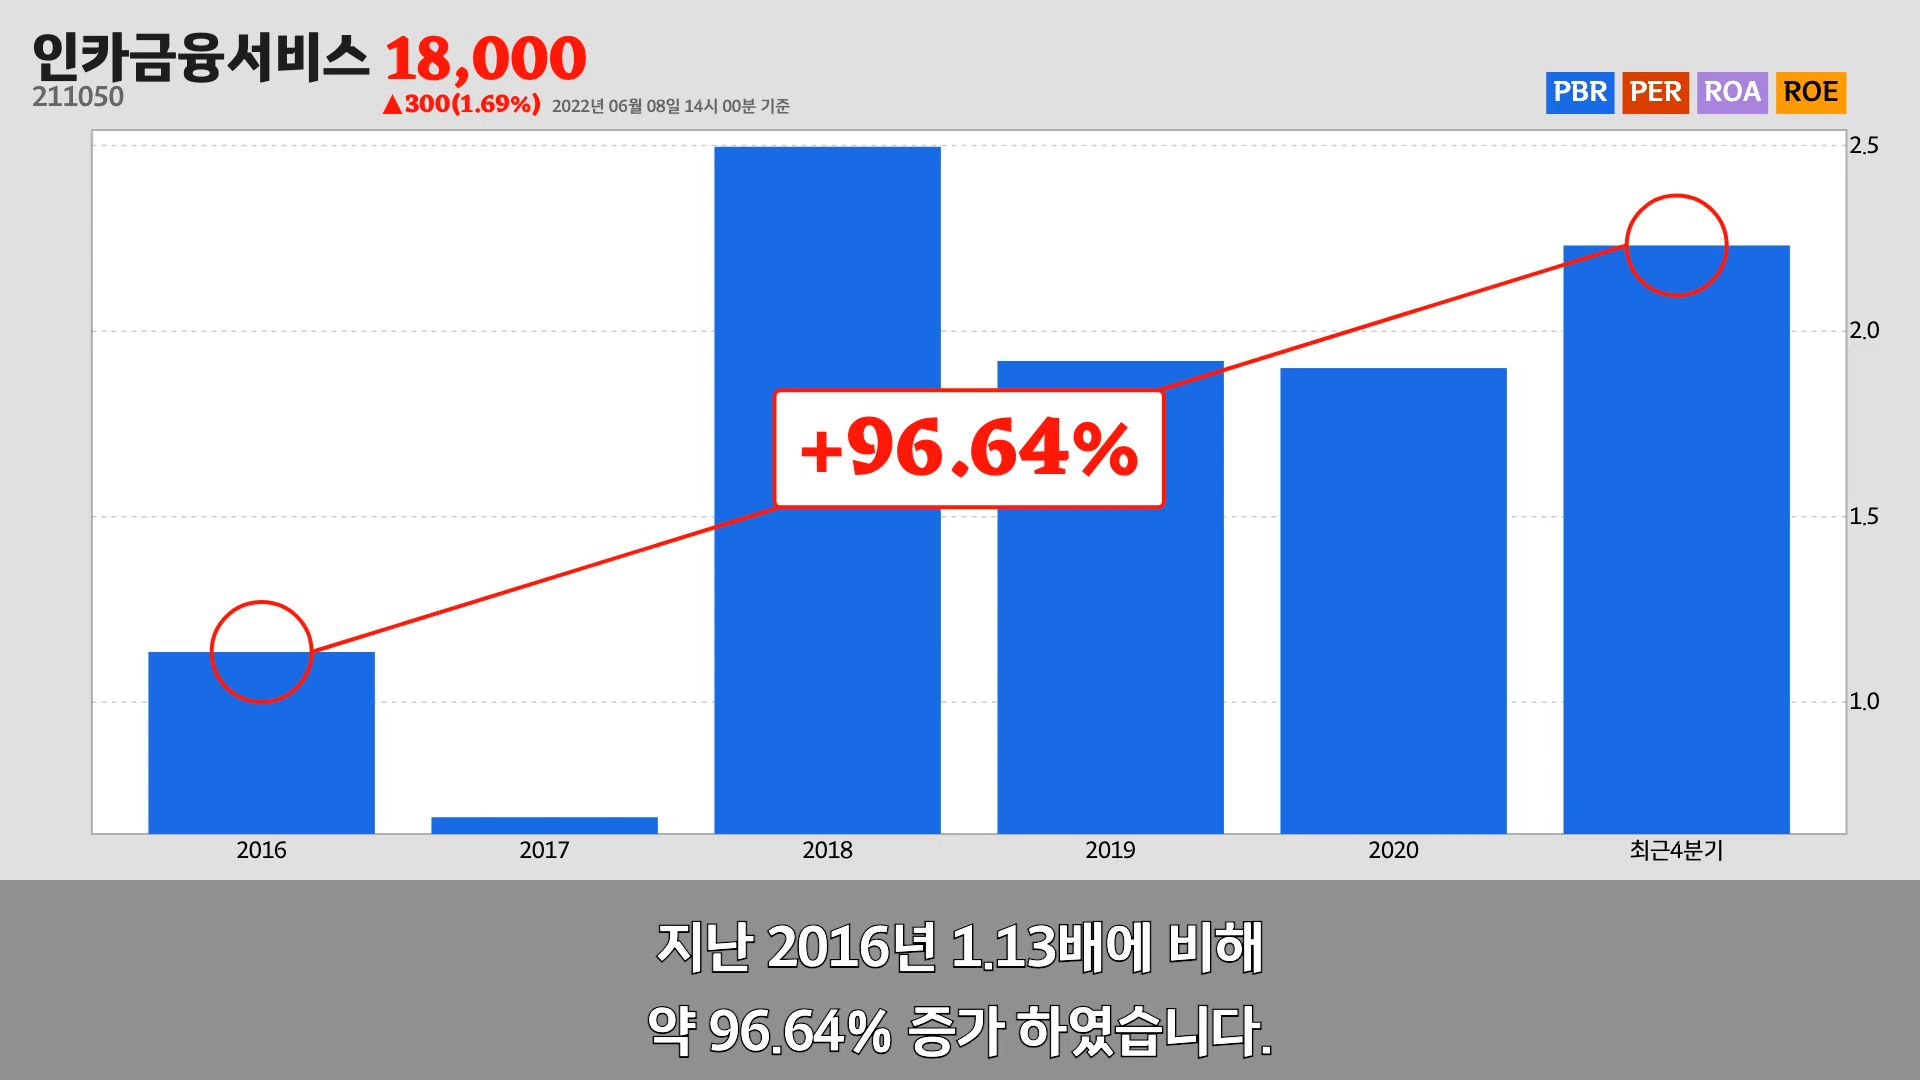 인카금융서비스 18,000
211050
▲300(1.69%) 2022년 06월 08일 14시 00분 기준
PBR PER ROA ROE
2.5
2.0
1.5
1.0
+96.64%
2016 2017 2018 2019 2020 최근4분기
지난 2016년 1.13배에 비해
약 96.64% 증가 하였습니다.